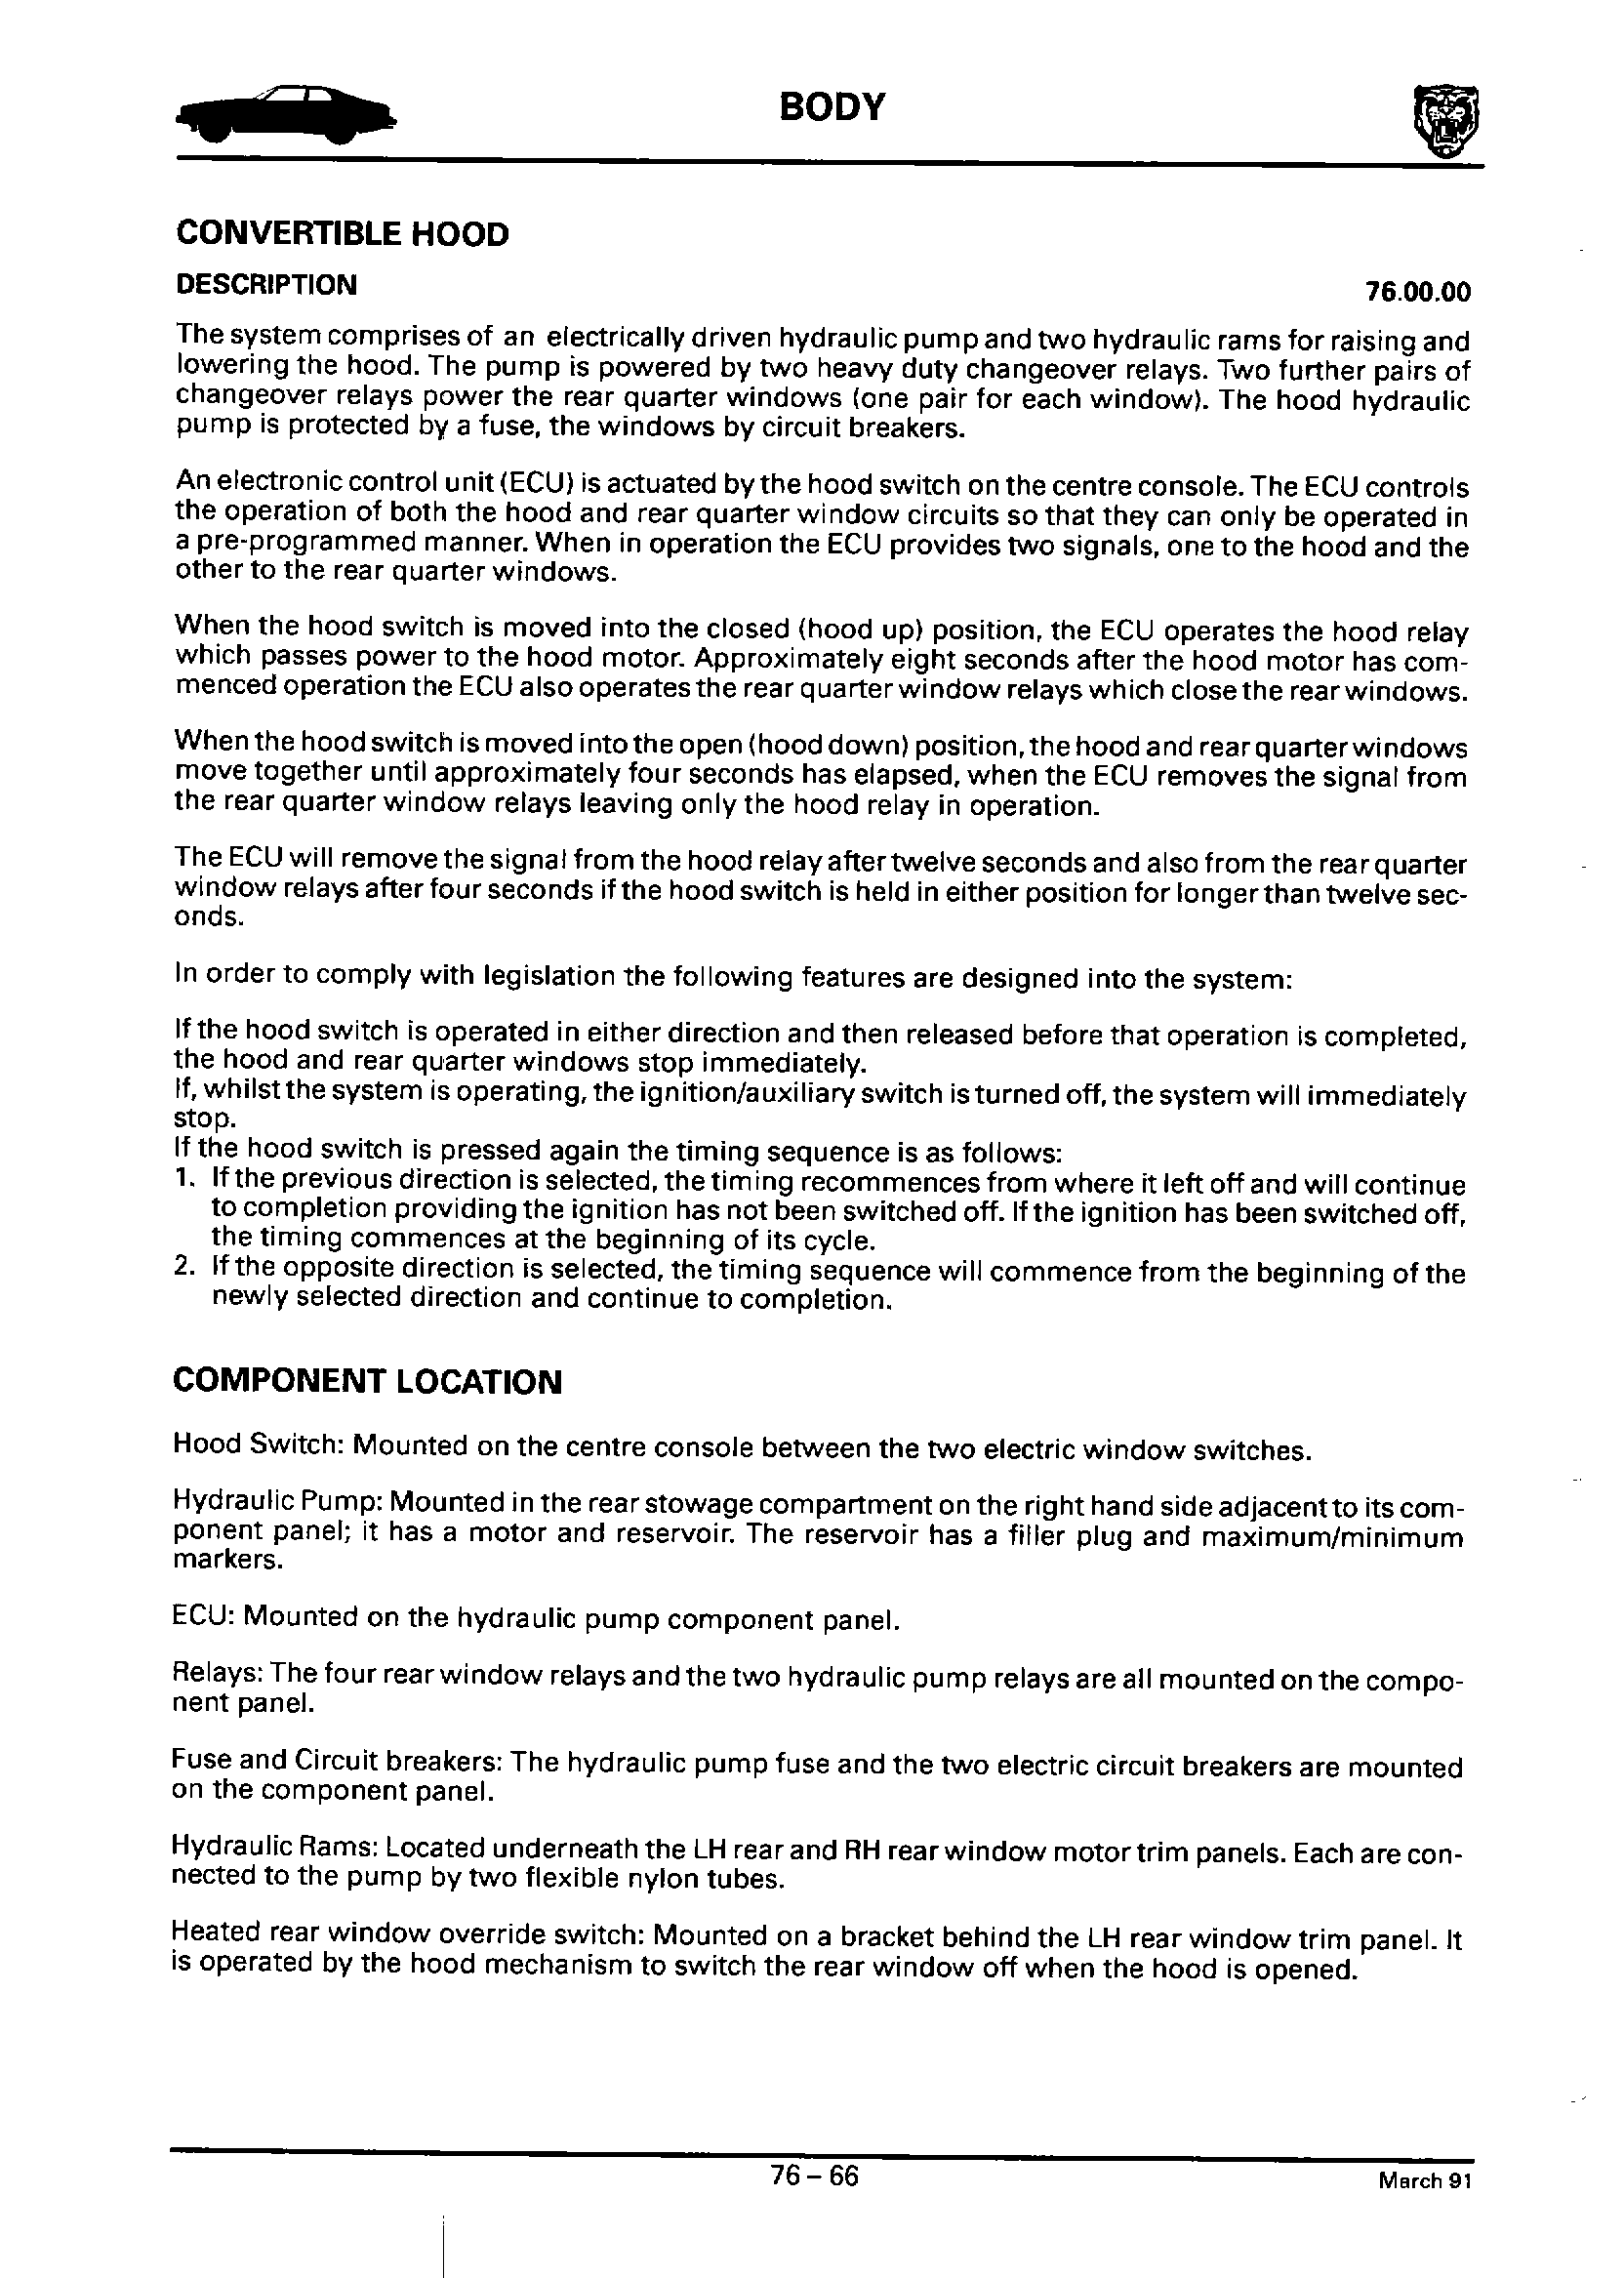 BODY
CONVERTIBLE HOOD
DESCRIPTION 76.00.00
The system comprises of an electrically driven hydraulic pump and two hydraulic rams for raising and
lowering the hood. The pump is powered by two heavy duty changeover relays. Two further pairs of
changeover relays power the rear quarter windows (one pair for each window). The hood hydraulic
pump is protected by a fuse, the windows by circuit breakers.
An electronic control unit (ECU) is actuated by the hood switch on the centre console. The ECU controls
the operation of both the hood and rear quarter window circuits so that they can only be operated in
a pre-programmed manner. When in operation the ECU provides two signals, one to the hood and the
other to the rear quarter windows.
When the hood switch is moved into the closed (hood up) position, the ECU operates the hood relay
which passes power to the hood motor. Approximately eight seconds after the hood motor has com-
menced operation the ECU also operates the rear quarter window relays which close the rear windows.
When the hood switch is moved into the open (hood down) position, the hood and rear quarter windows
move together until approximately four seconds has elapsed, when the ECU removes the signal from
the rear quarter window relays leaving only the hood relay in operation.
The ECU will remove the signal from the hood relay after twelve seconds and also from the rear quarter
window relays after four seconds if the hood switch is held in either position for longer than twelve sec-
onds.
In order to comply with legislation the following features are designed into the system:
If the hood switch is operated in either direction and then released before that operation is completed,
the hood and rear quarter windows stop immediately.
If, whilst the system is operating, the ignition/auxiliary switch is turned off, the system will immediately
stop.
If the hood switch is pressed again the timing sequence is as follows:
1. If the previous direction is selected, the timing recommences from where it left off and will continue
to completion providing the ignition has not been switched off. If the ignition has been switched off,
the timing commences at the beginning of its cycle.
2. If the opposite direction is selected, the timing sequence will commence from the beginning of the
newly selected direction and continue to completion.
COMPONENT LOCATION
Hood Switch: Mounted on the centre console between the two electric window switches.
Hydraulic Pump: Mounted in the rear stowage compartment on the right hand side adjacent to its com-
ponent panel; it has a motor and reservoir. The reservoir has a filler plug and maximum/minimum
markers.
ECU: Mounted on the hydraulic pump component panel.
Relays: The four rear window relays and the two hydraulic pump relays are all mounted on the compo-
nent panel.
Fuse and Circuit breakers: The hydraulic pump fuse and the two electric circuit breakers are mounted
on the component panel.
Hydraulic Rams: Located underneath the LH rear and RH rear window motor trim panels. Each are con-
nected to the pump by two flexible nylon tubes.
Heated rear window override switch: Mounted on a bracket behind the LH rear window trim panel. It
is operated by the hood mechanism to switch the rear window off when the hood is opened.
76 – 66
March 91